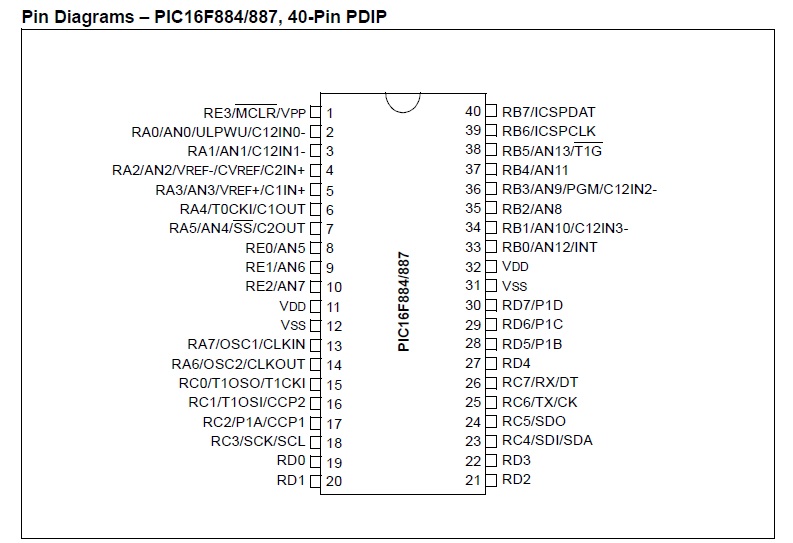 Pin Diagrams – PIC16F884/887, 40-Pin PDIP
RE3/MCLR/VPP 1
RA0/AN0/ULPWU/C12IN0- 2
RA1/AN1/C12IN1- 3
RA2/AN2/VREF-/CVREF/C2IN+ 4
RA3/AN3/VREF+/C1IN+ 5
RA4/T0CKI/C1OUT 6
RA5/AN4/SS/C2OUT 7
RE0/AN5 8
RE1/AN6 9
RE2/AN7 10
VDD 11
VSS 12
RA7/OSC1/CLKIN 13
RA6/OSC2/CLKOUT 14
RC0/T1OSO/T1CKI 15
RC1/T1OSI/CCP2 16
RC2/P1A/CCP1 17
RC3/SCK/SCL 18
RD0 19
RD1 20
PIC16F884/887
40 RB7/ICSPDAT
39 RB6/ICSPCLK
38 RB5/AN13/T1G
37 RB4/AN11
36 RB3/AN9/PGM/C12IN2-
35 RB2/AN8
34 RB1/AN10/C12IN3-
33 RB0/AN12/INT
32 VDD
31 VSS
30 RD7/P1D
29 RD6/P1C
28 RD5/P1B
27 RD4
26 RC7/RX/DT
25 RC6/TX/CK
24 RC5/SDO
23 RC4/SDI/SDA
22 RD3
21 RD2